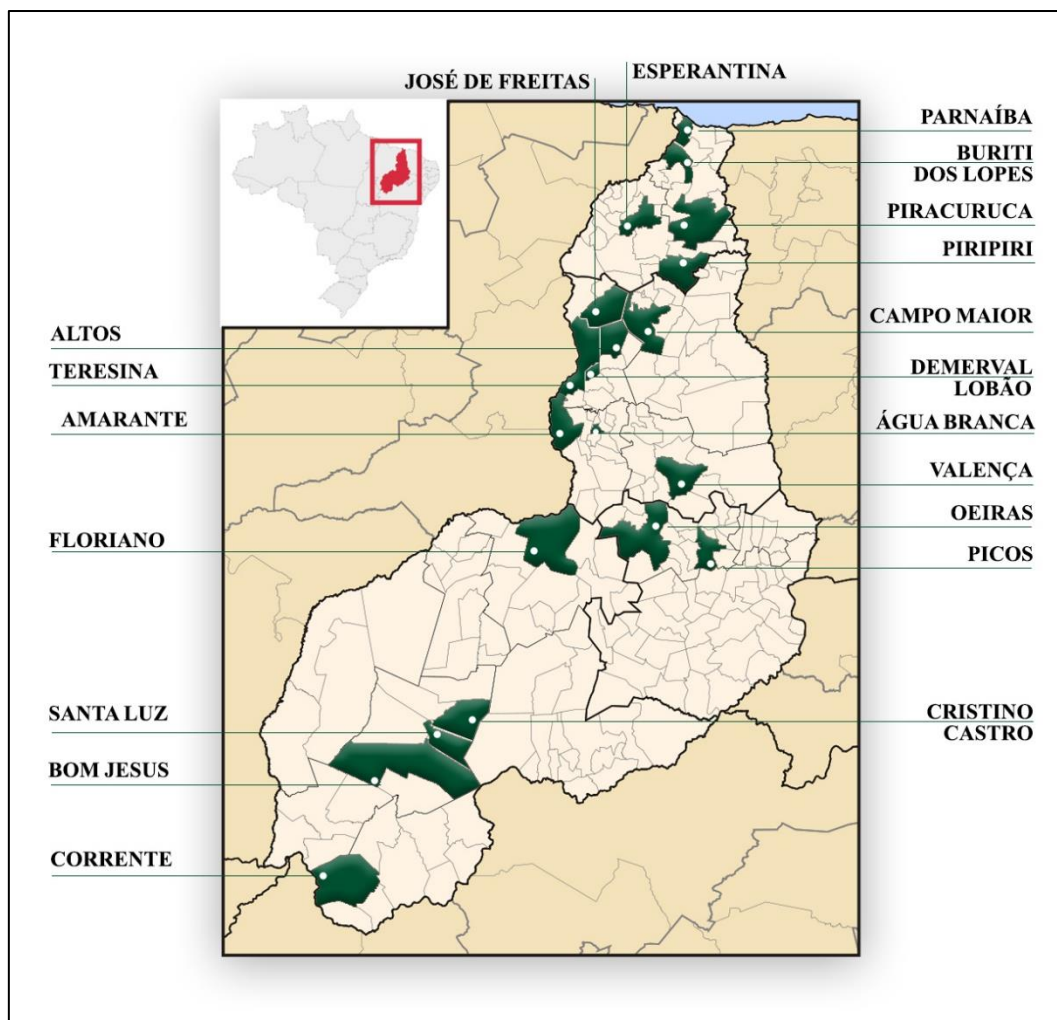 ESPERANTINA
JOSÉ DE FREITAS
PARNAÍBA
BURITI
DOS LOPES
PIRACURUCA
PIRIPIRI
CAMPO MAIOR
ALTOS
TERESINA
DEMERVAL
LOBÃO
AMARANTE
ÁGUA BRANCA
VALENÇA
OEIRAS
FLORIANO
PICOS
SANTA LUZ
CRISTINO
CASTRO
BOM JESUS
CORRENTE